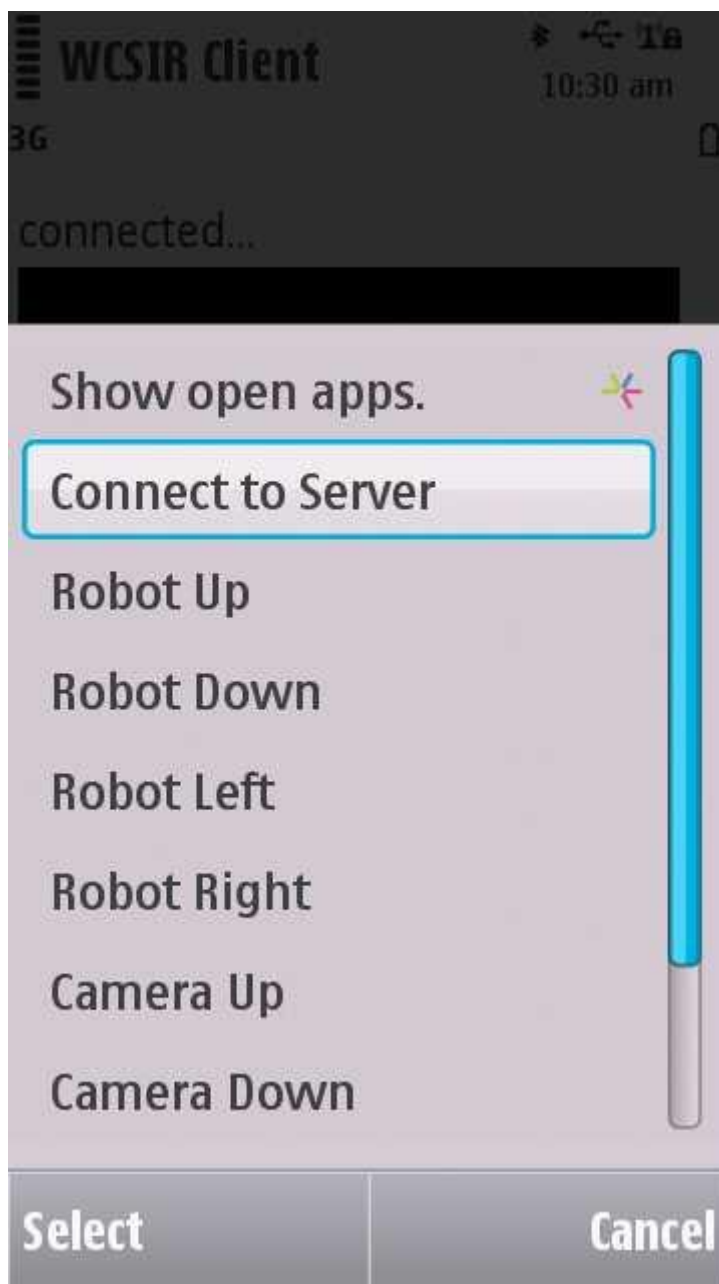 WCSIR Client
10:30 am
3G
connected...
Show open apps.
Connect to Server
Robot Up
Robot Down
Robot Left
Robot Right
Camera Up
Camera Down
Select
Cancel